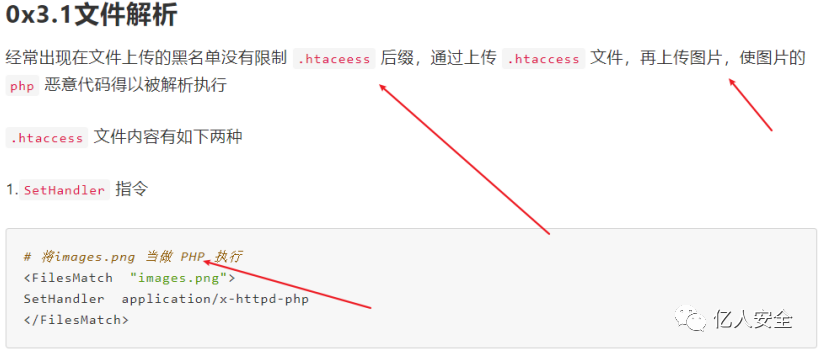 0x3.1文件解析
经常出现在文件上传的黑名单没有限制 .htaceess 后缀，通过上传 .htaccess 文件，再上传图片，使图片的
php 恶意代码得以被解析执行
.htaccess 文件内容有如下两种
1.SetHandler 指令
# 将images.png 当做 PHP 执行
<FilesMatch "images.png">
SetHandler application/x-httpd-php
</FilesMatch>
亿人安全